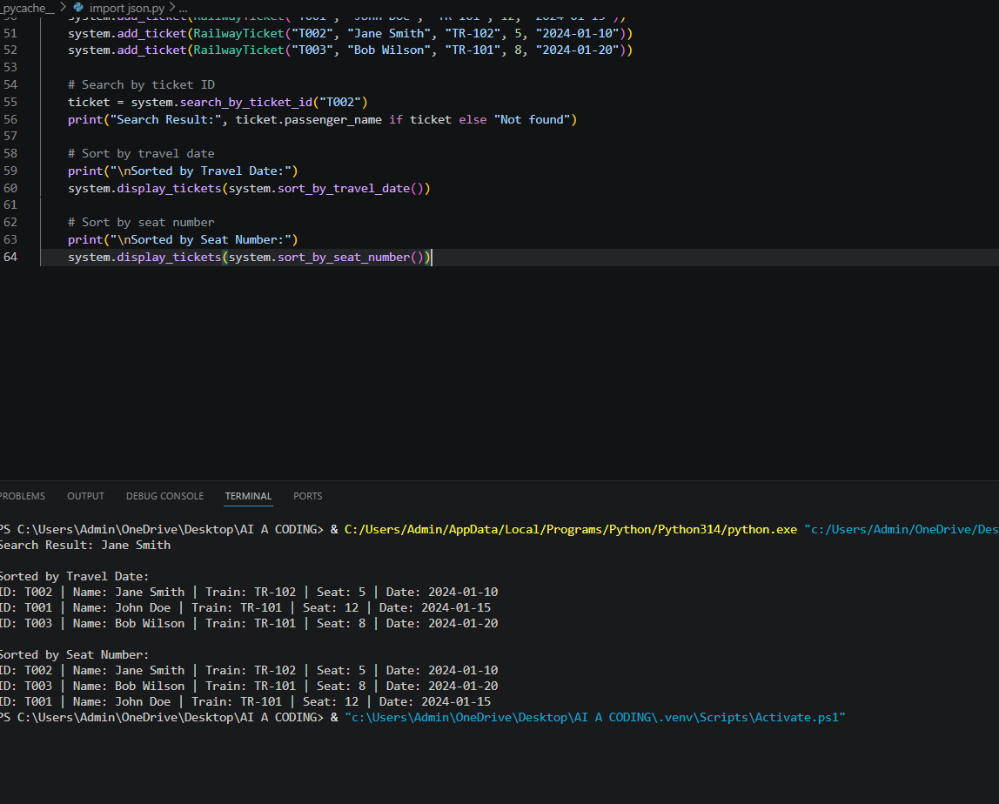 _pycache_ > import json.py > ...
50 system.add_ticket(RailwayTicket("T001", "John Doe", "TR-101", 12, "2024-01-15"))
51 system.add_ticket(RailwayTicket("T002", "Jane Smith", "TR-102", 5, "2024-01-10"))
52 system.add_ticket(RailwayTicket("T003", "Bob Wilson", "TR-101", 8, "2024-01-20"))
53
54 # Search by ticket ID
55 ticket = system.search_by_ticket_id("T002")
56 print("Search Result:", ticket.passenger_name if ticket else "Not found")
57
58 # Sort by travel date
59 print("\nSorted by Travel Date:")
60 system.display_tickets(system.sort_by_travel_date())
61
62 # Sort by seat number
63 print("\nSorted by Seat Number:")
64 system.display_tickets(system.sort_by_seat_number())
PROBLEMS OUTPUT DEBUG CONSOLE TERMINAL PORTS
PS C:\Users\Admin\OneDrive\Desktop\AI A CODING> & C:/Users/Admin/AppData/Local/Programs/Python/Python314/python.exe "c:/Users/Admin/OneDrive/Des
Search Result: Jane Smith
Sorted by Travel Date:
ID: T002 | Name: Jane Smith | Train: TR-102 | Seat: 5 | Date: 2024-01-10
ID: T001 | Name: John Doe | Train: TR-101 | Seat: 12 | Date: 2024-01-15
ID: T003 | Name: Bob Wilson | Train: TR-101 | Seat: 8 | Date: 2024-01-20
Sorted by Seat Number:
ID: T002 | Name: Jane Smith | Train: TR-102 | Seat: 5 | Date: 2024-01-10
ID: T003 | Name: Bob Wilson | Train: TR-101 | Seat: 8 | Date: 2024-01-20
ID: T001 | Name: John Doe | Train: TR-101 | Seat: 12 | Date: 2024-01-15
PS C:\Users\Admin\OneDrive\Desktop\AI A CODING> & "c:\Users\Admin\OneDrive\Desktop\AI A CODING\.venv\Scripts\Activate.ps1"